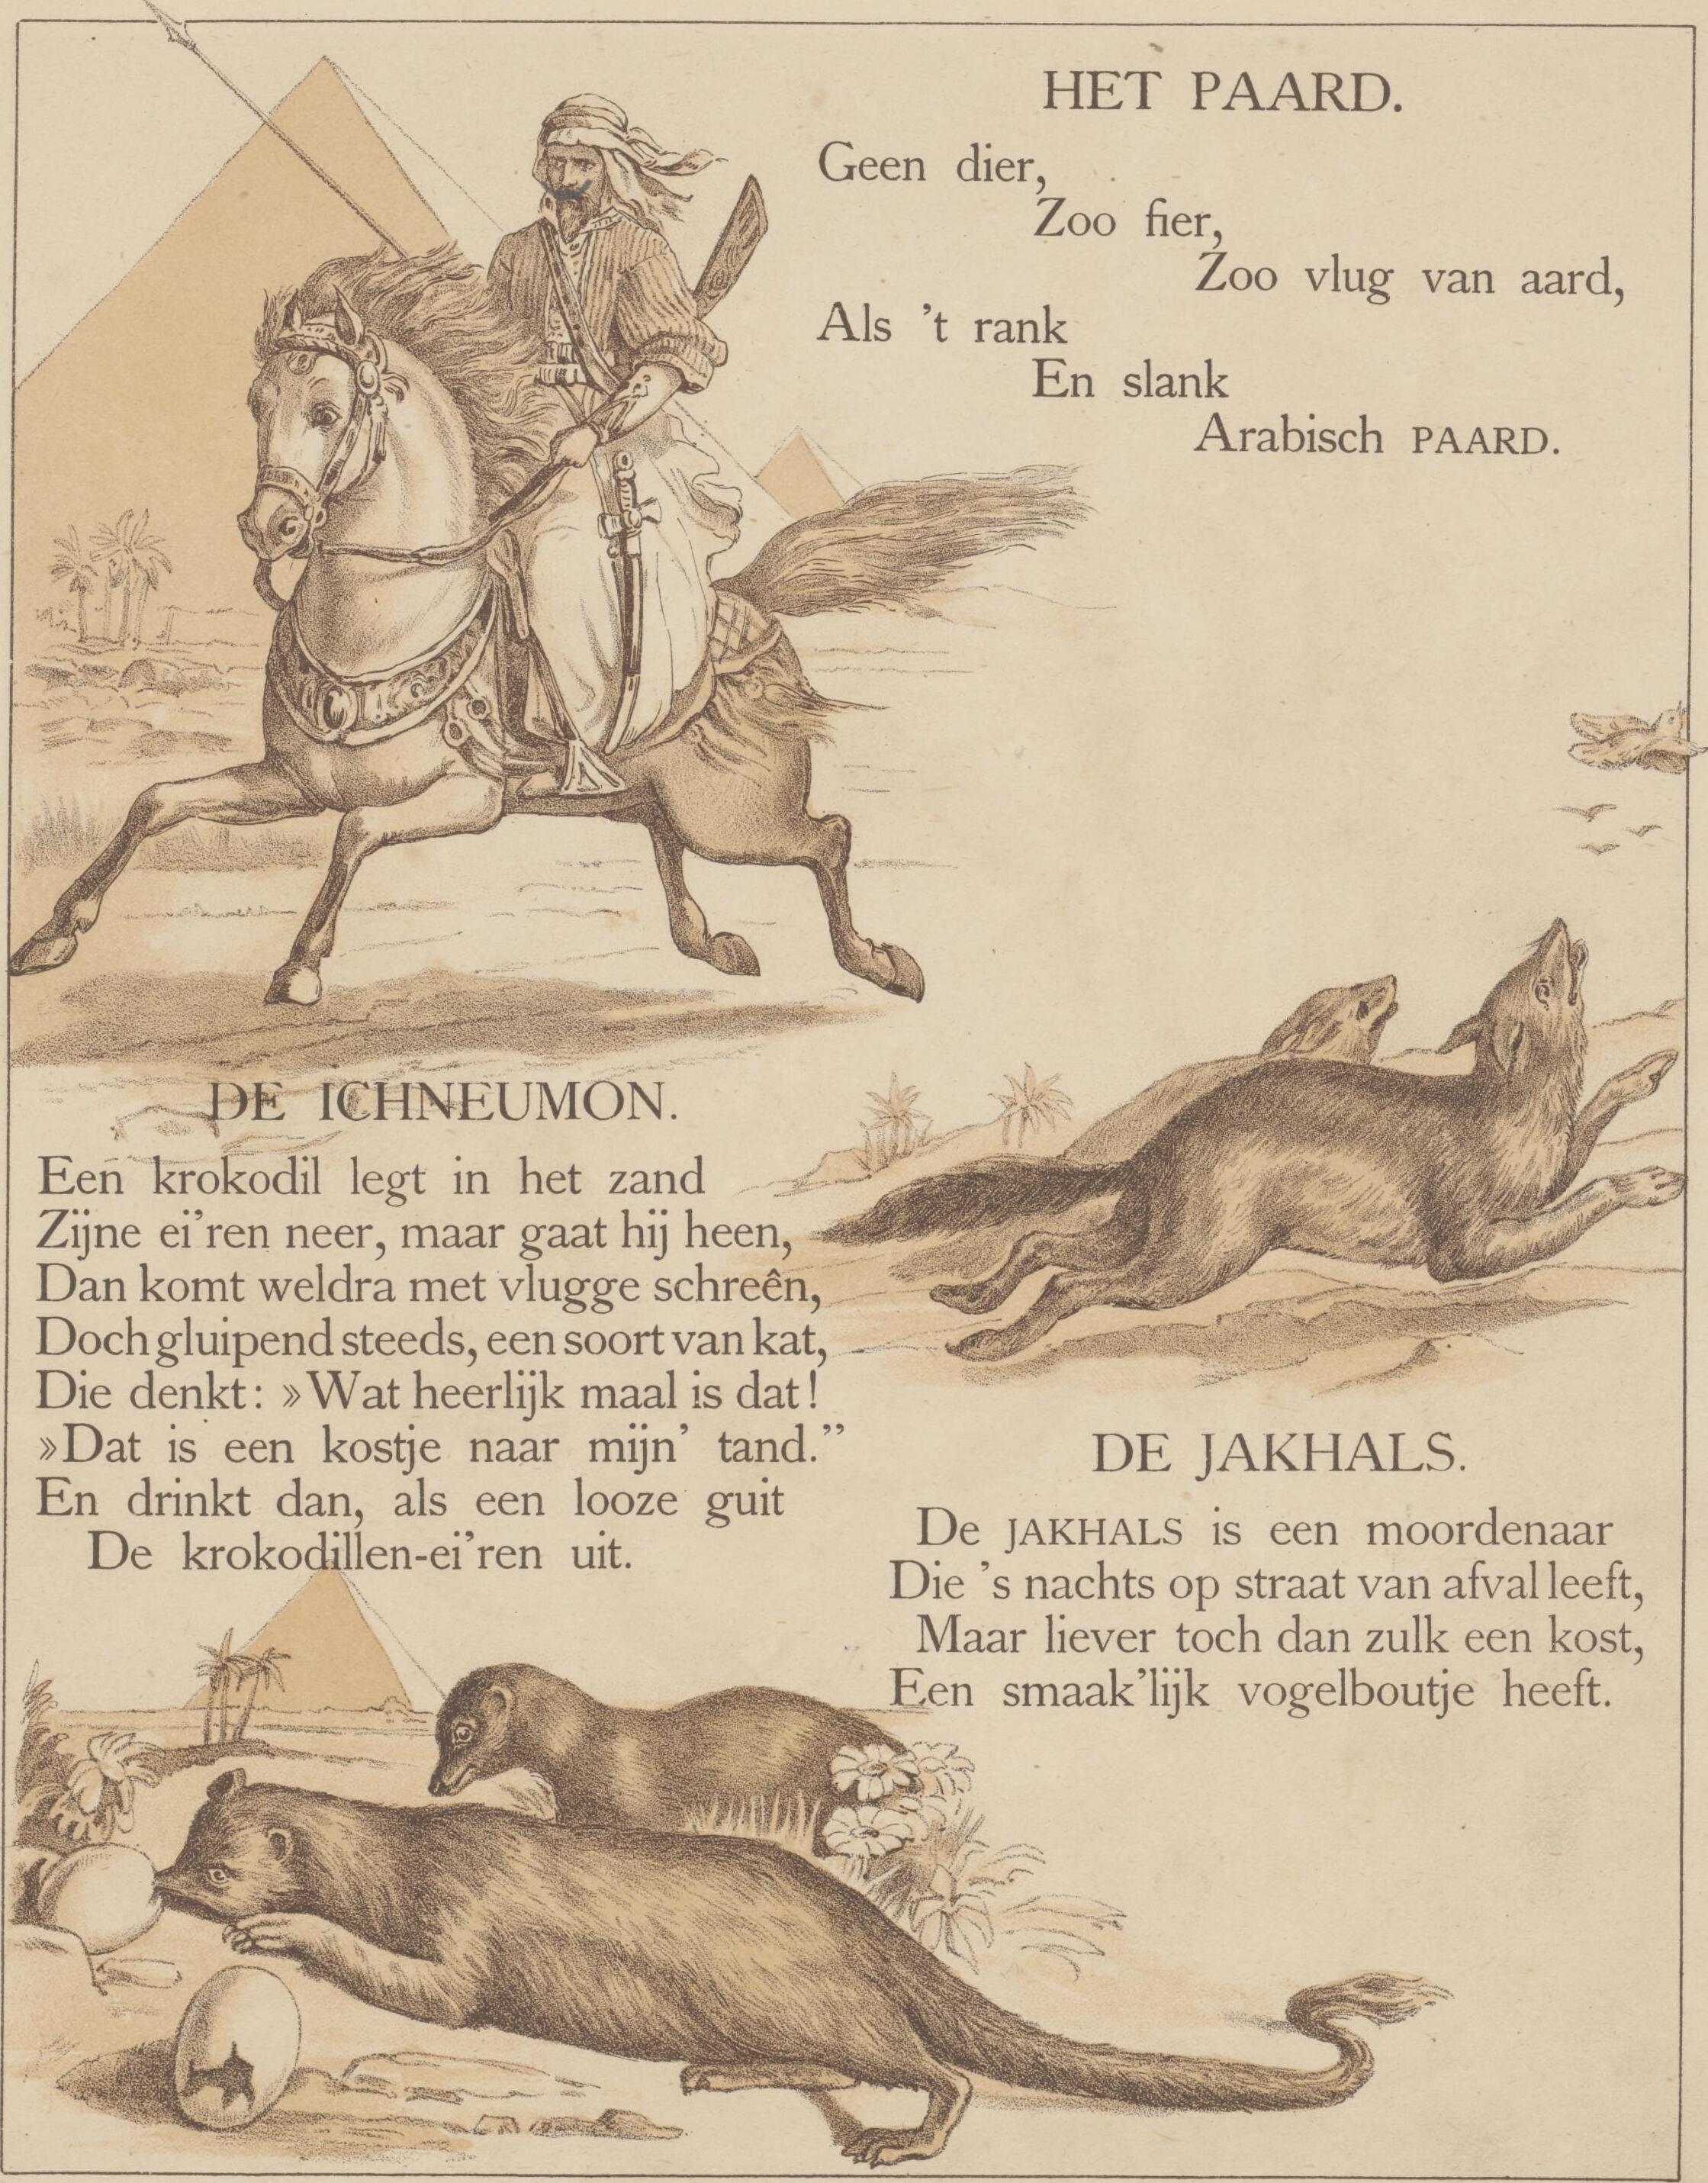 HET PAARD.
Geen dier,
Zoo fier,
Zoo vlug van aard,
Als 't rank
En slank
Arabisch PAARD.
DE ICHNEUMON.
Een krokodil legt in het zand
Zijne ei'ren neer, maar gaat hij heen,
Dan komt weldra met vlugge schreên,
Doch gluipend steeds, een soort van kat,
Die denkt: »Wat heerlijk maal is dat!
»Dat is een kostje naar mijn' tand.”
En drinkt dan, als een looze guit
De krokodillen-ei'ren uit.
DE JAKHALS.
De JAKHALS is een moordenaar
Die 's nachts op straat van afval leeft,
Maar liever toch dan zulk een kost,
Een smaak'lijk vogelboutje heeft.